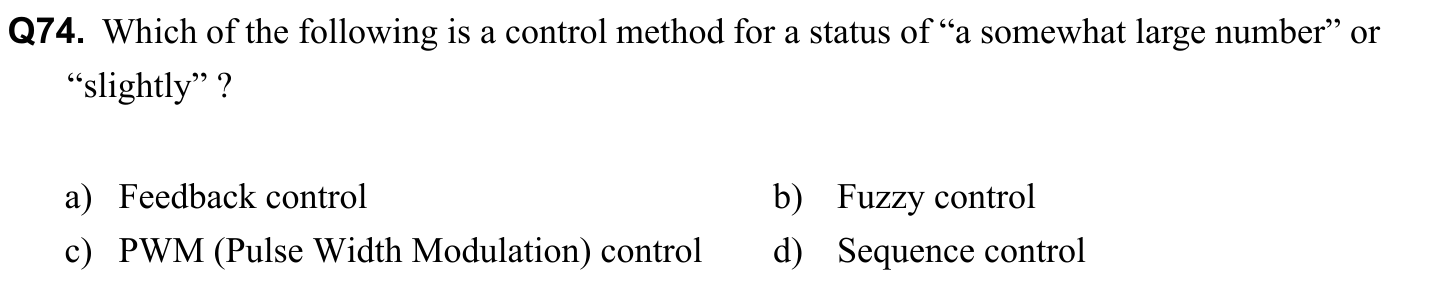 Q74. Which of the following is a control method for a status of “a somewhat large number” or
“slightly” ?
a) Feedback control b) Fuzzy control
c) PWM (Pulse Width Modulation) control d) Sequence control